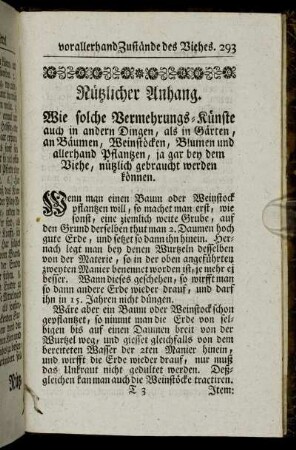 vor allerhand Zustände des Viehes. 293
Nützlicher Anhang.
Wie solche Vermehrungs-Künste
auch in andern Dingen, als in Gärten,
an Bäumen, Weinstöcken, Blumen und
allerhand Pflantzen, ja gar bey dem
Viehe, nützlich gebraucht werden
können.
Wenn man einen Baum oder Weinstock
pflantzen will, so machet man erst, wie
sonst, eine ziemlich weite Grube, auf
den Grund derselben thut man 2. Daumen hoch
gute Erde, und setzet so dann ihn hinein. Her-
nach legt man bey denen Wurzeln desselben
von der Materie, so in der oben angeführten
zweyten Manier benennet worden ist, je mehr ej
besser. Wann dieses geschehen, so wirfft man
so dann andere Erde wieder drauf, und darf
ihn in 15. Jahren nicht düngen.
Wäre aber ein Baum oder Weinstock schon
gepflantzet, so nimmt man die Erde von sel-
bigen bis auf einen Daumen breit von der
Wurtzel weg, und giesset gleichfalls von dem
bereiteten Wasser der 2ten Manier hinein, und
wirfft die Erde wieder drauf, nur muß
das Unkraut nicht gedultet werden. Deß-
gleichen kan man auch die Weinstöcke tractiren.
T 3 Item: